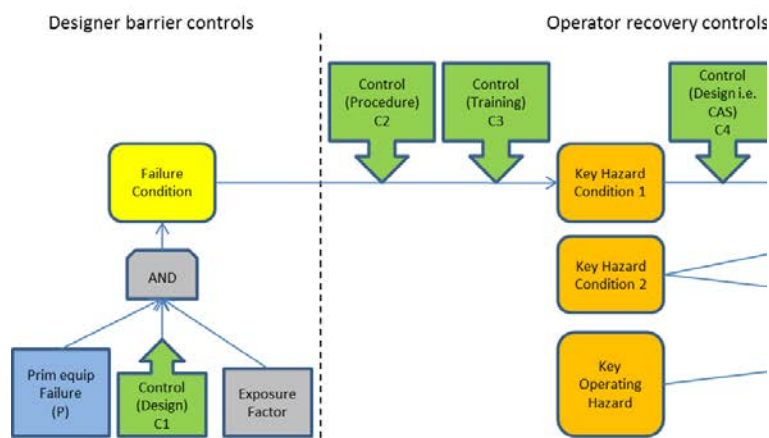 Designer barrier controls
Operator recovery controls
Control
(Procedure)
C2
Control
(Training)
C3
Control
(Design i.e.
CAS)
C4
Failure
Condition
Key Hazard
Condition 1
AND
Key Hazard
Condition 2
Prim equip
Failure
(P)
Control
(Design)
C1
Exposure
Factor
Key
Operating
Hazard